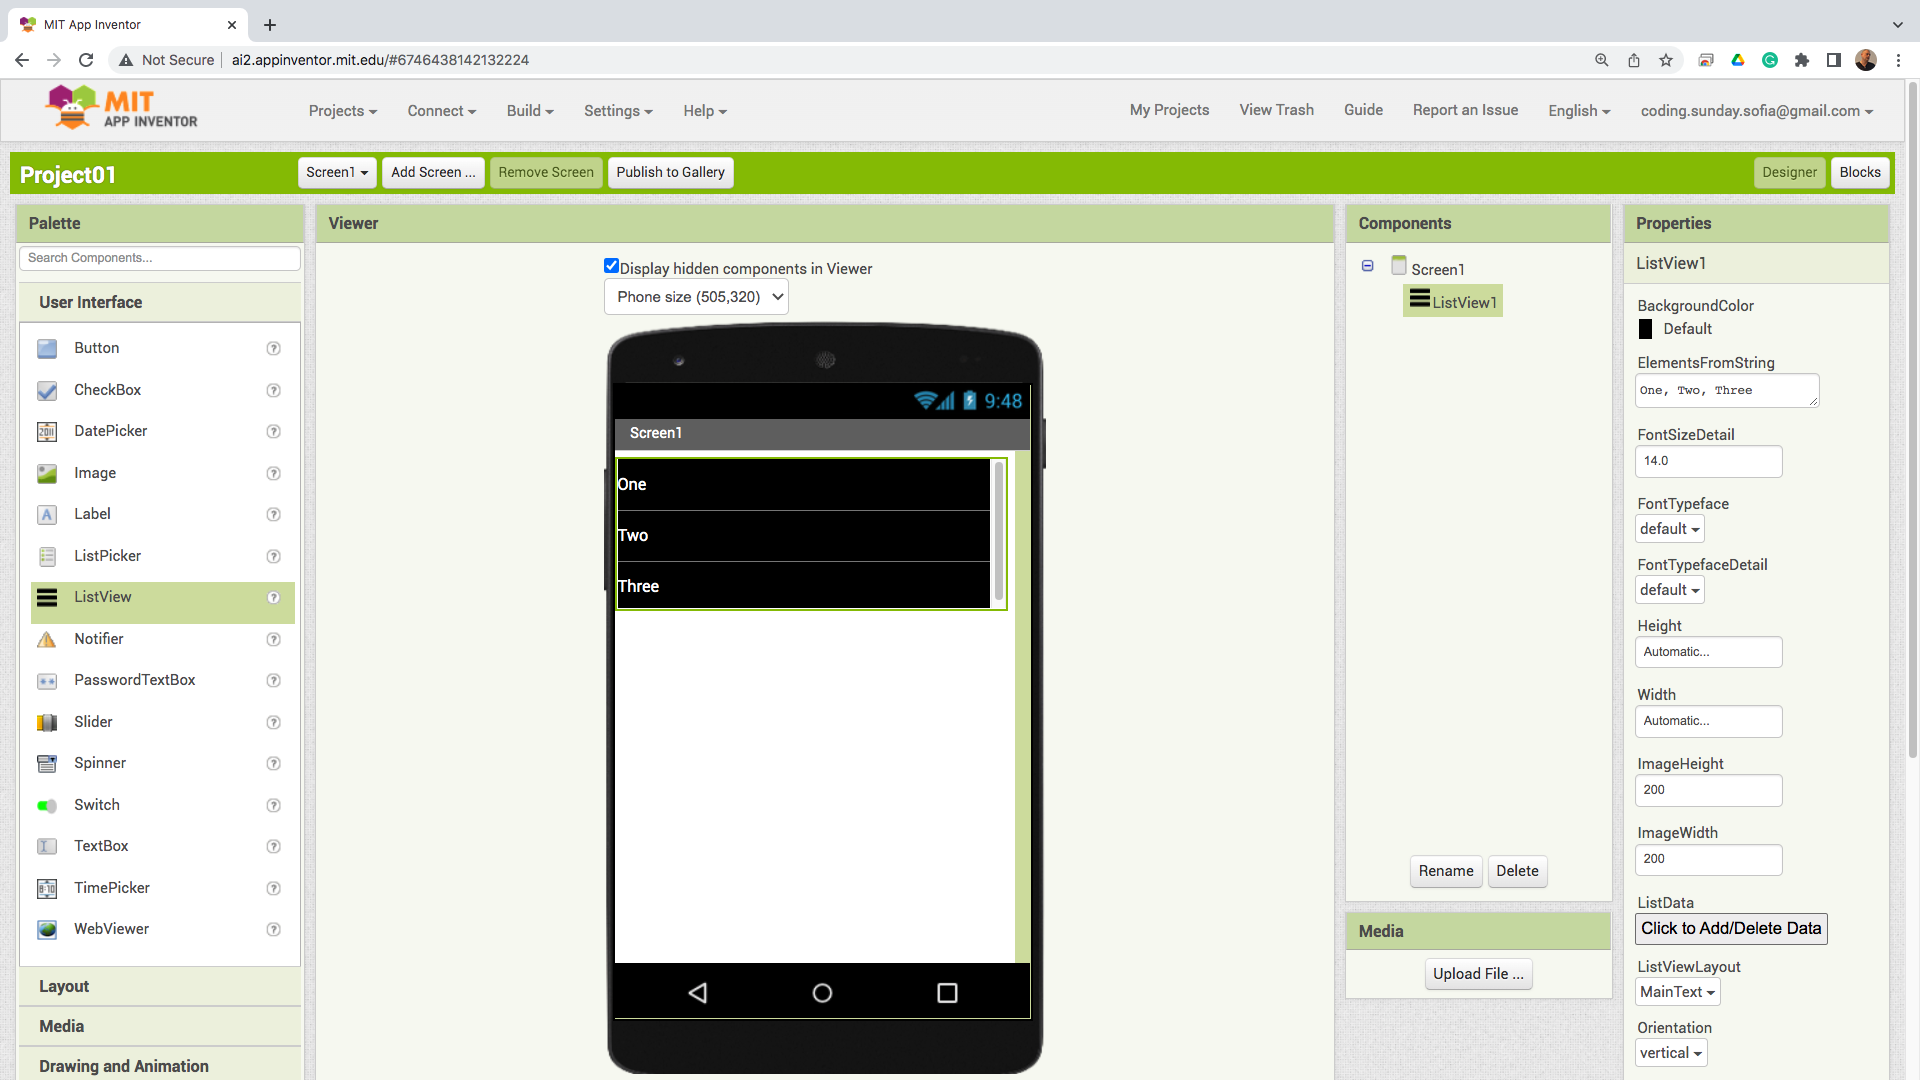 MIT App Inventor
Not Secure
ai2.appinventor.mit.edu/#6746438142132224
MIT
APP INVENTOR
Projects
Connect
Build
Settings
Help
My Projects
View Trash
Guide
Report an Issue
English
coding.sunday.sofia@gmail.com
Project01
Screen1
Add Screen ...
Remove Screen
Publish to Gallery
Designer
Blocks
Palette
Search Components...
User Interface
Button
CheckBox
DatePicker
Image
Label
ListPicker
ListView
Notifier
PasswordTextBox
Slider
Spinner
Switch
TextBox
TimePicker
WebViewer
Layout
Media
Drawing and Animation
Viewer
Display hidden components in Viewer
Phone size (505,320)
9:48
Screen1
One
Two
Three
Components
Screen1
ListView1
Rename
Delete
Media
Upload File ...
Properties
ListView1
BackgroundColor
Default
ElementsFromString
One, Two, Three
FontSizeDetail
14.0
FontTypeface
default
FontTypefaceDetail
default
Height
Automatic...
Width
Automatic...
ImageHeight
200
ImageWidth
200
ListData
Click to Add/Delete Data
ListViewLayout
MainText
Orientation
vertical